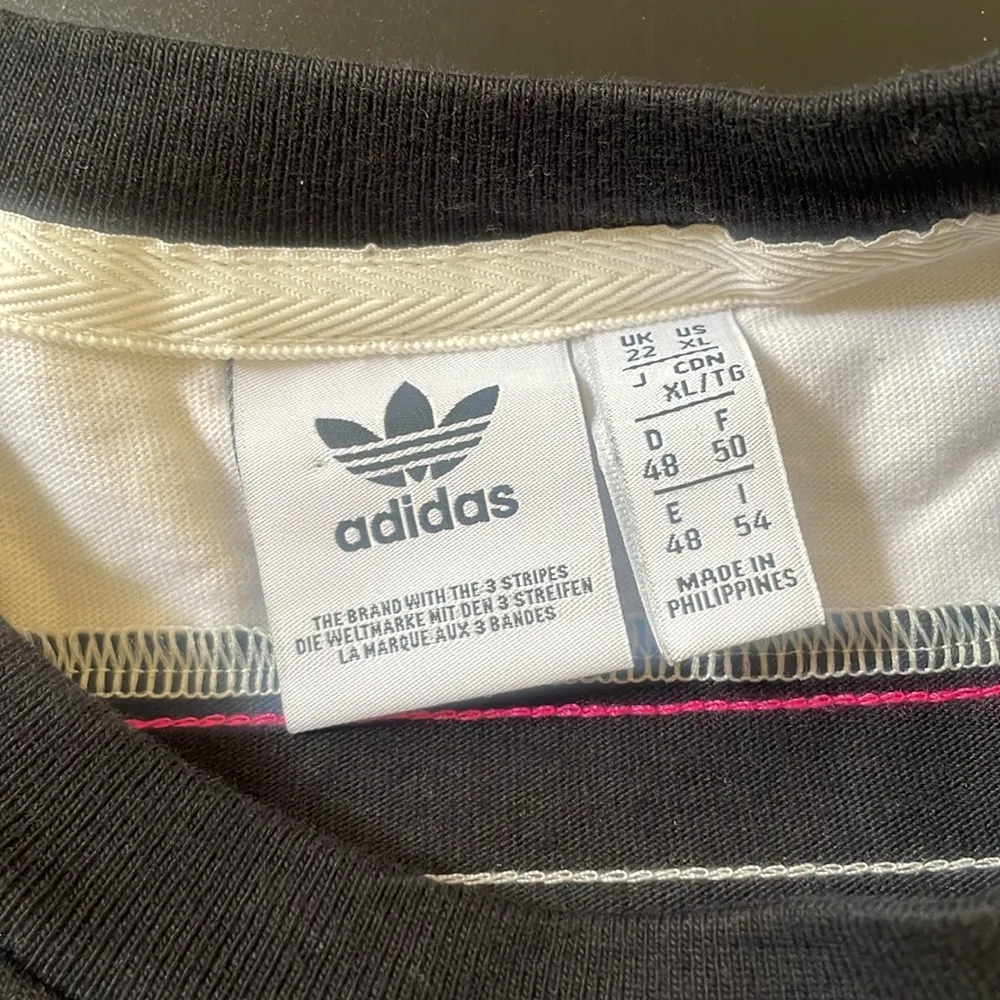 adidas
THE BRAND WITH THE 3 STRIPES
DIE WELTMARKE MIT DEN 3 STREIFEN
LA MARQUE AUX 3 BANDES
UK US
22 XL
J CDN
XL/TG
D F
48 50
E I
48 54
MADE IN
PHILIPPINES